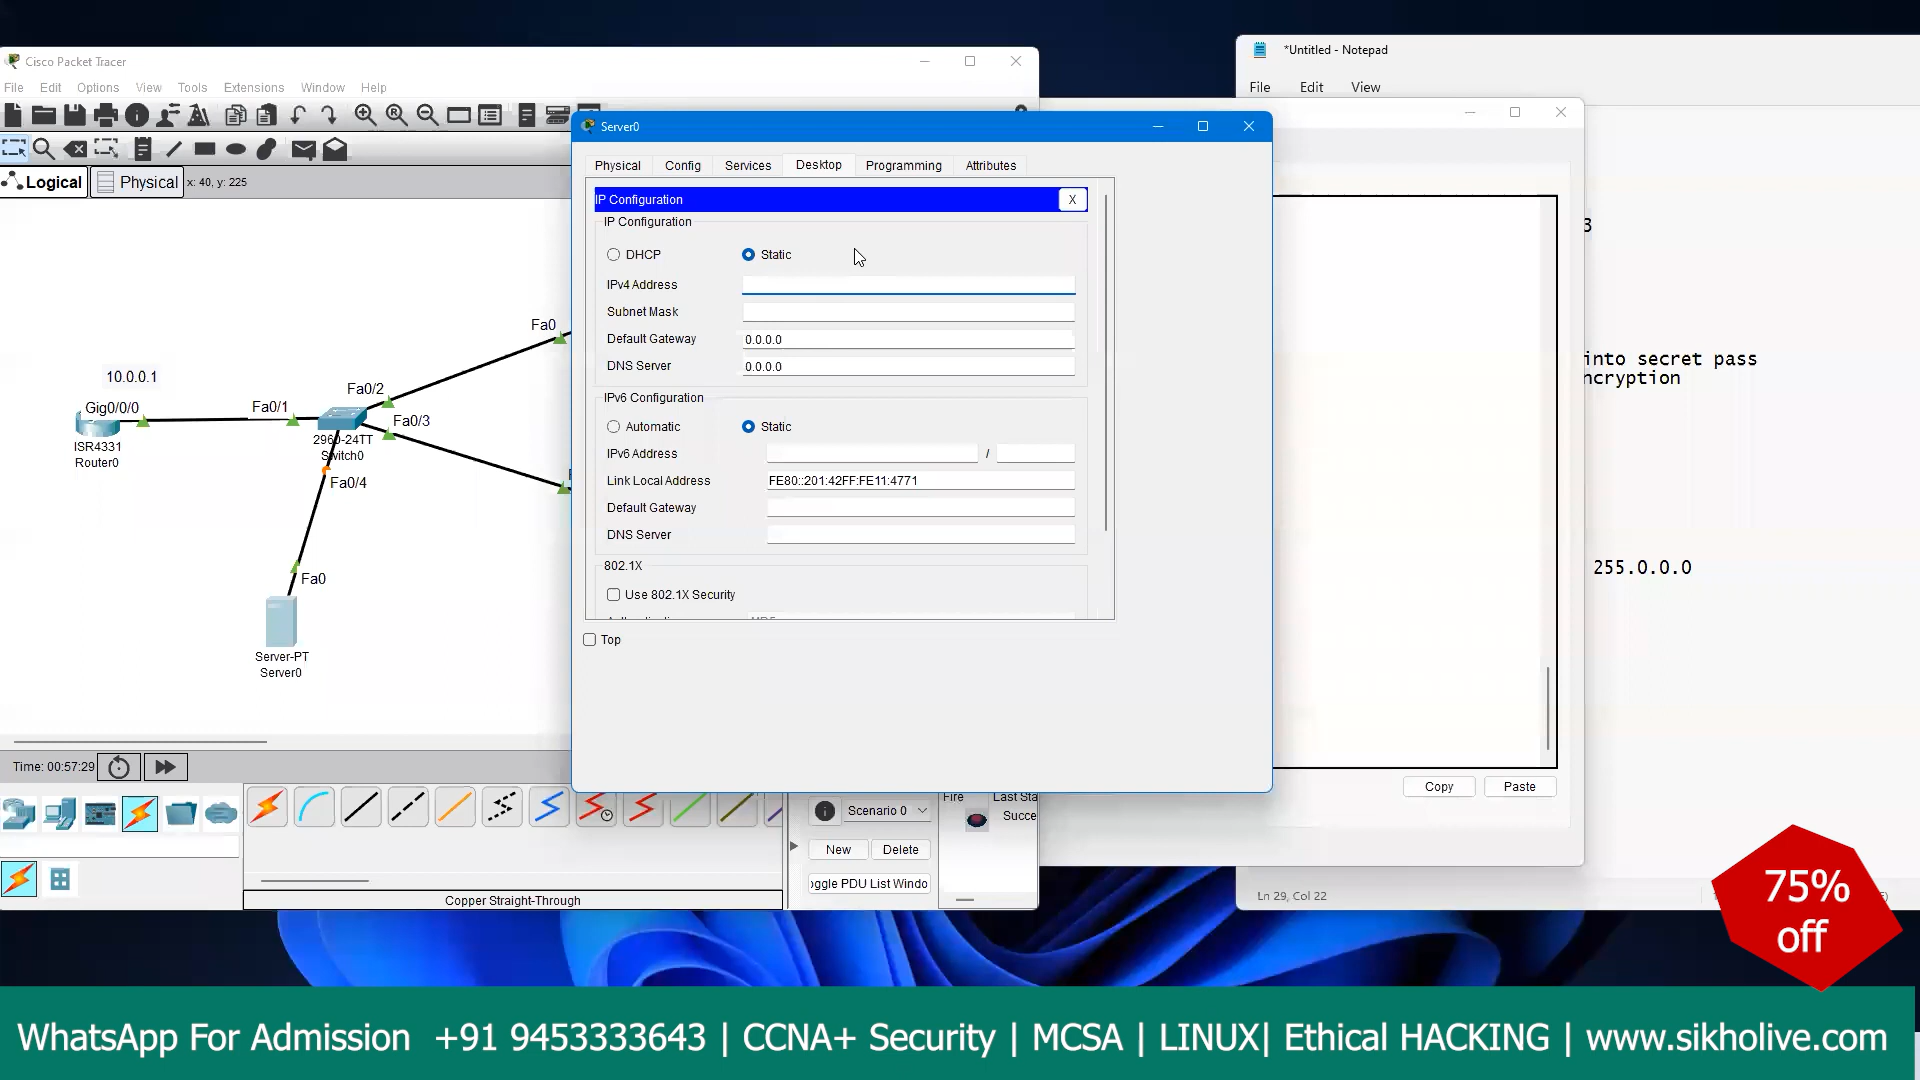 Cisco Packet Tracer
File Edit Options View Tools Extensions Window Help
Logical Physical x: 40, y: 225
10.0.0.1
Gig0/0/0
ISR4331
Router0
Fa0/1
Fa0/2
Fa0/3
2960-24TT
Switch0
Fa0/4
Fa0
Fa0
Server-PT
Server0
Time: 00:57:29
Copper Straight-Through
Scenario 0
New Delete
oggle PDU List Windo
Fire Last Sta
Succe
Server0
Physical Config Services Desktop Programming Attributes
IP Configuration X
IP Configuration
DHCP Static
IPv4 Address
Subnet Mask
Default Gateway 0.0.0.0
DNS Server 0.0.0.0
IPv6 Configuration
Automatic Static
IPv6 Address /
Link Local Address FE80::201:42FF:FE11:4771
Default Gateway
DNS Server
802.1X
Use 802.1X Security
Top
Copy Paste
*Untitled - Notepad
File Edit View
3
into secret pass
ncryption
255.0.0.0
Ln 29, Col 22
75%
off
WhatsApp For Admission +91 9453333643 | CCNA+ Security | MCSA | LINUX| Ethical HACKING | www.sikholive.com